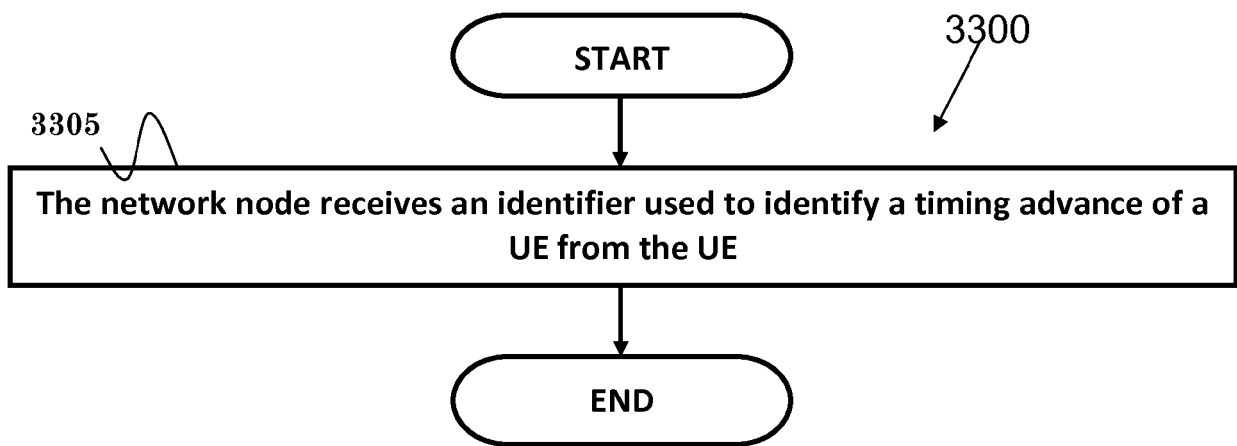 START
3300
3305
The network node receives an identifier used to identify a timing advance of a
UE from the UE
END